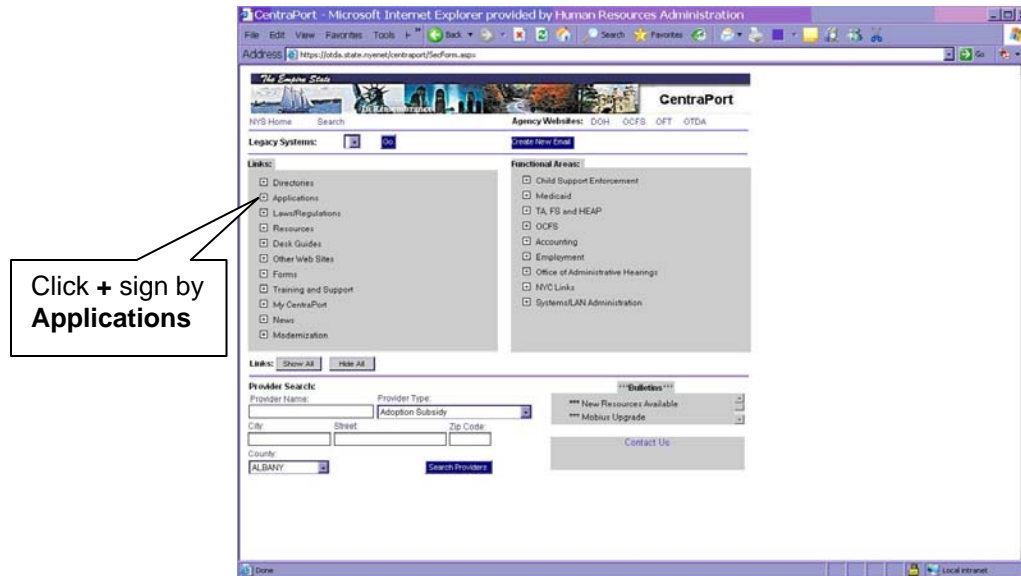 CentraPort - Microsoft Internet Explorer provided by Human Resources Administration
File Edit View Favorites Tools » Back Search Favorites
Address https://otda.state.nyenet/centraport/SecForm.aspx Go
The Empire State
In Remembrance
CentraPort
NYS Home Search Agency Websites: DOH OCFS OFT OTDA
Legacy Systems: Go Create New Email
Links:
Directories
Applications
Laws/Regulations
Resources
Desk Guides
Other Web Sites
Forms
Training and Support
My CentraPort
News
Modernization
Functional Areas:
Child Support Enforcement
Medicaid
TA, FS and HEAP
OCFS
Accounting
Employment
Office of Administrative Hearings
NYC Links
Systems/LAN Administration
Click + sign by
Applications
Links: Show All Hide All
Provider Search:
Provider Name: Provider Type:
Adoption Subsidy
City: Street: Zip Code:
County:
ALBANY Search Providers
***Bulletins***
*** New Resources Available
*** Mobius Upgrade
Contact Us
Done Local intranet